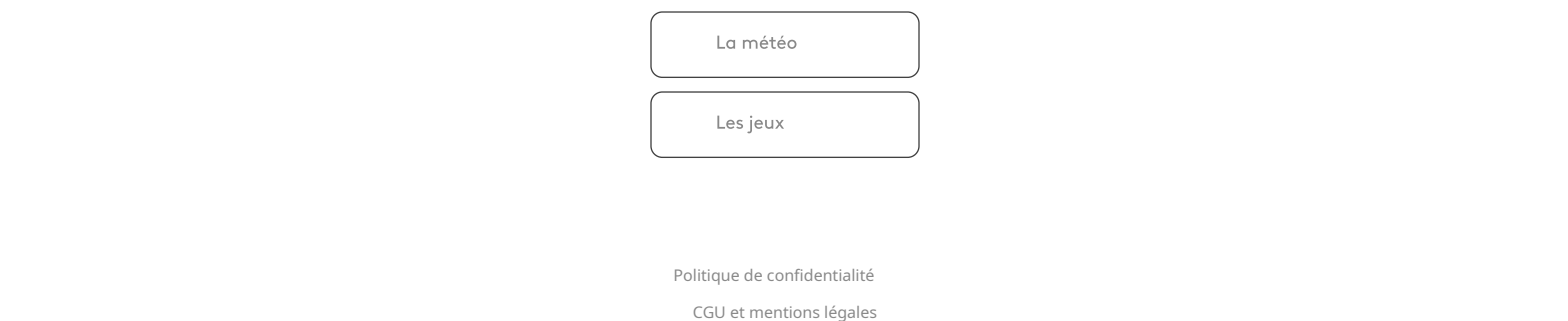 La météo
Les jeux
Politique de confidentialité
CGU et mentions légales